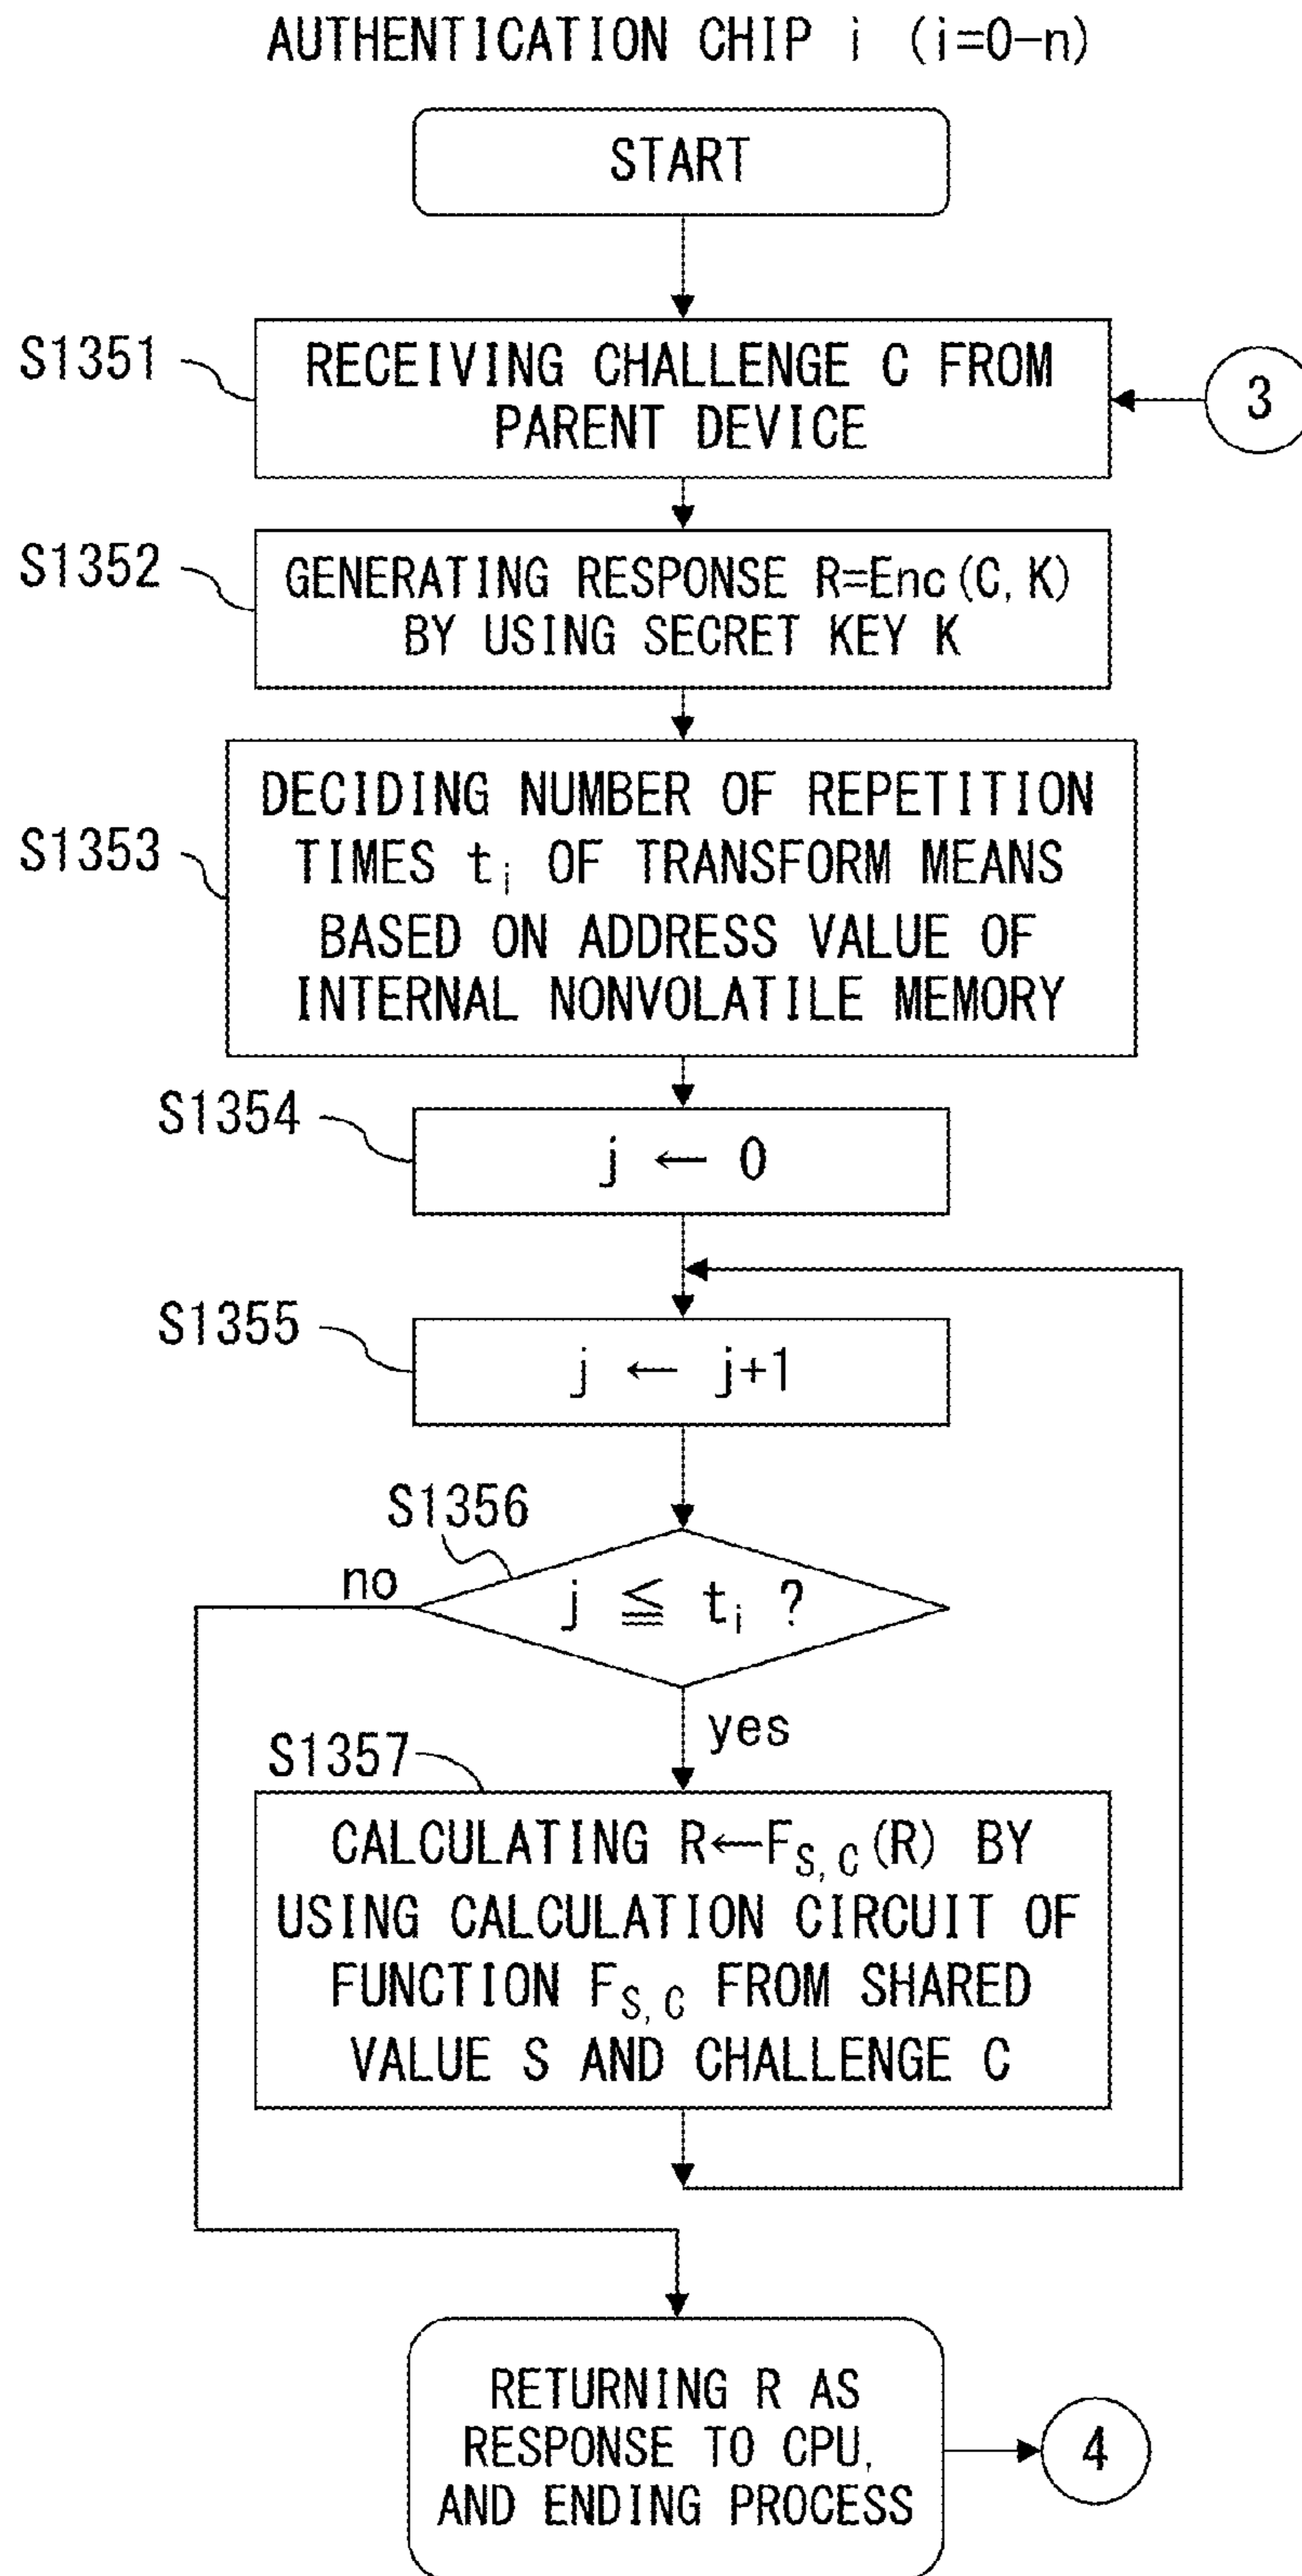 AUTHENTICATION CHIP i (i=0-n)
START
S1351
RECEIVING CHALLENGE C FROM
PARENT DEVICE
3
S1352
GENERATING RESPONSE R=Enc(C,K)
BY USING SECRET KEY K
S1353
DECIDING NUMBER OF REPETITION
TIMES tᵢ OF TRANSFORM MEANS
BASED ON ADDRESS VALUE OF
INTERNAL NONVOLATILE MEMORY
S1354
j ← 0
S1355
j ← j+1
S1356
no
j ≦ tᵢ ?
yes
S1357
CALCULATING R←F_S,C(R) BY
USING CALCULATION CIRCUIT OF
FUNCTION F_S,C FROM SHARED
VALUE S AND CHALLENGE C
RETURNING R AS
RESPONSE TO CPU,
AND ENDING PROCESS
4